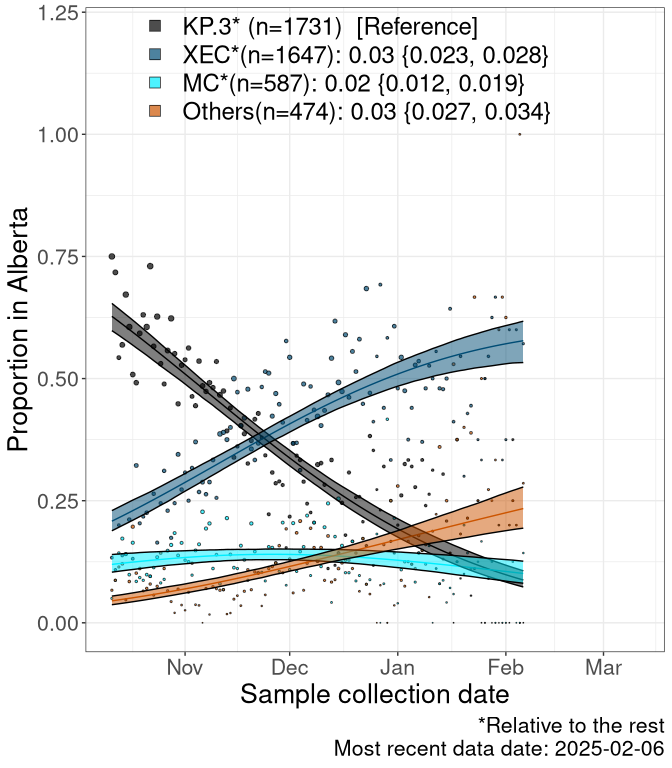 KP.3* (n=1731)  [Reference]
XEC*(n=1647): 0.03 {0.023, 0.028}
MC*(n=587): 0.02 {0.012, 0.019}
Others(n=474): 0.03 {0.027, 0.034}
1.25
1.00
0.75
0.50
0.25
0.00
Proportion in Alberta
Nov Dec Jan Feb Mar
Sample collection date
*Relative to the rest
Most recent data date: 2025-02-06